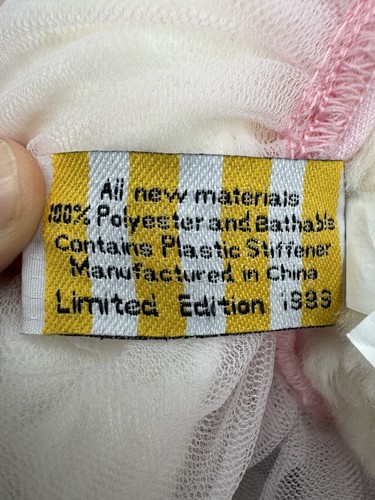 All new materials
100% Polyester and Bathable
Contains Plastic Stiffener
Manufactured in China
Limited Edition 1999